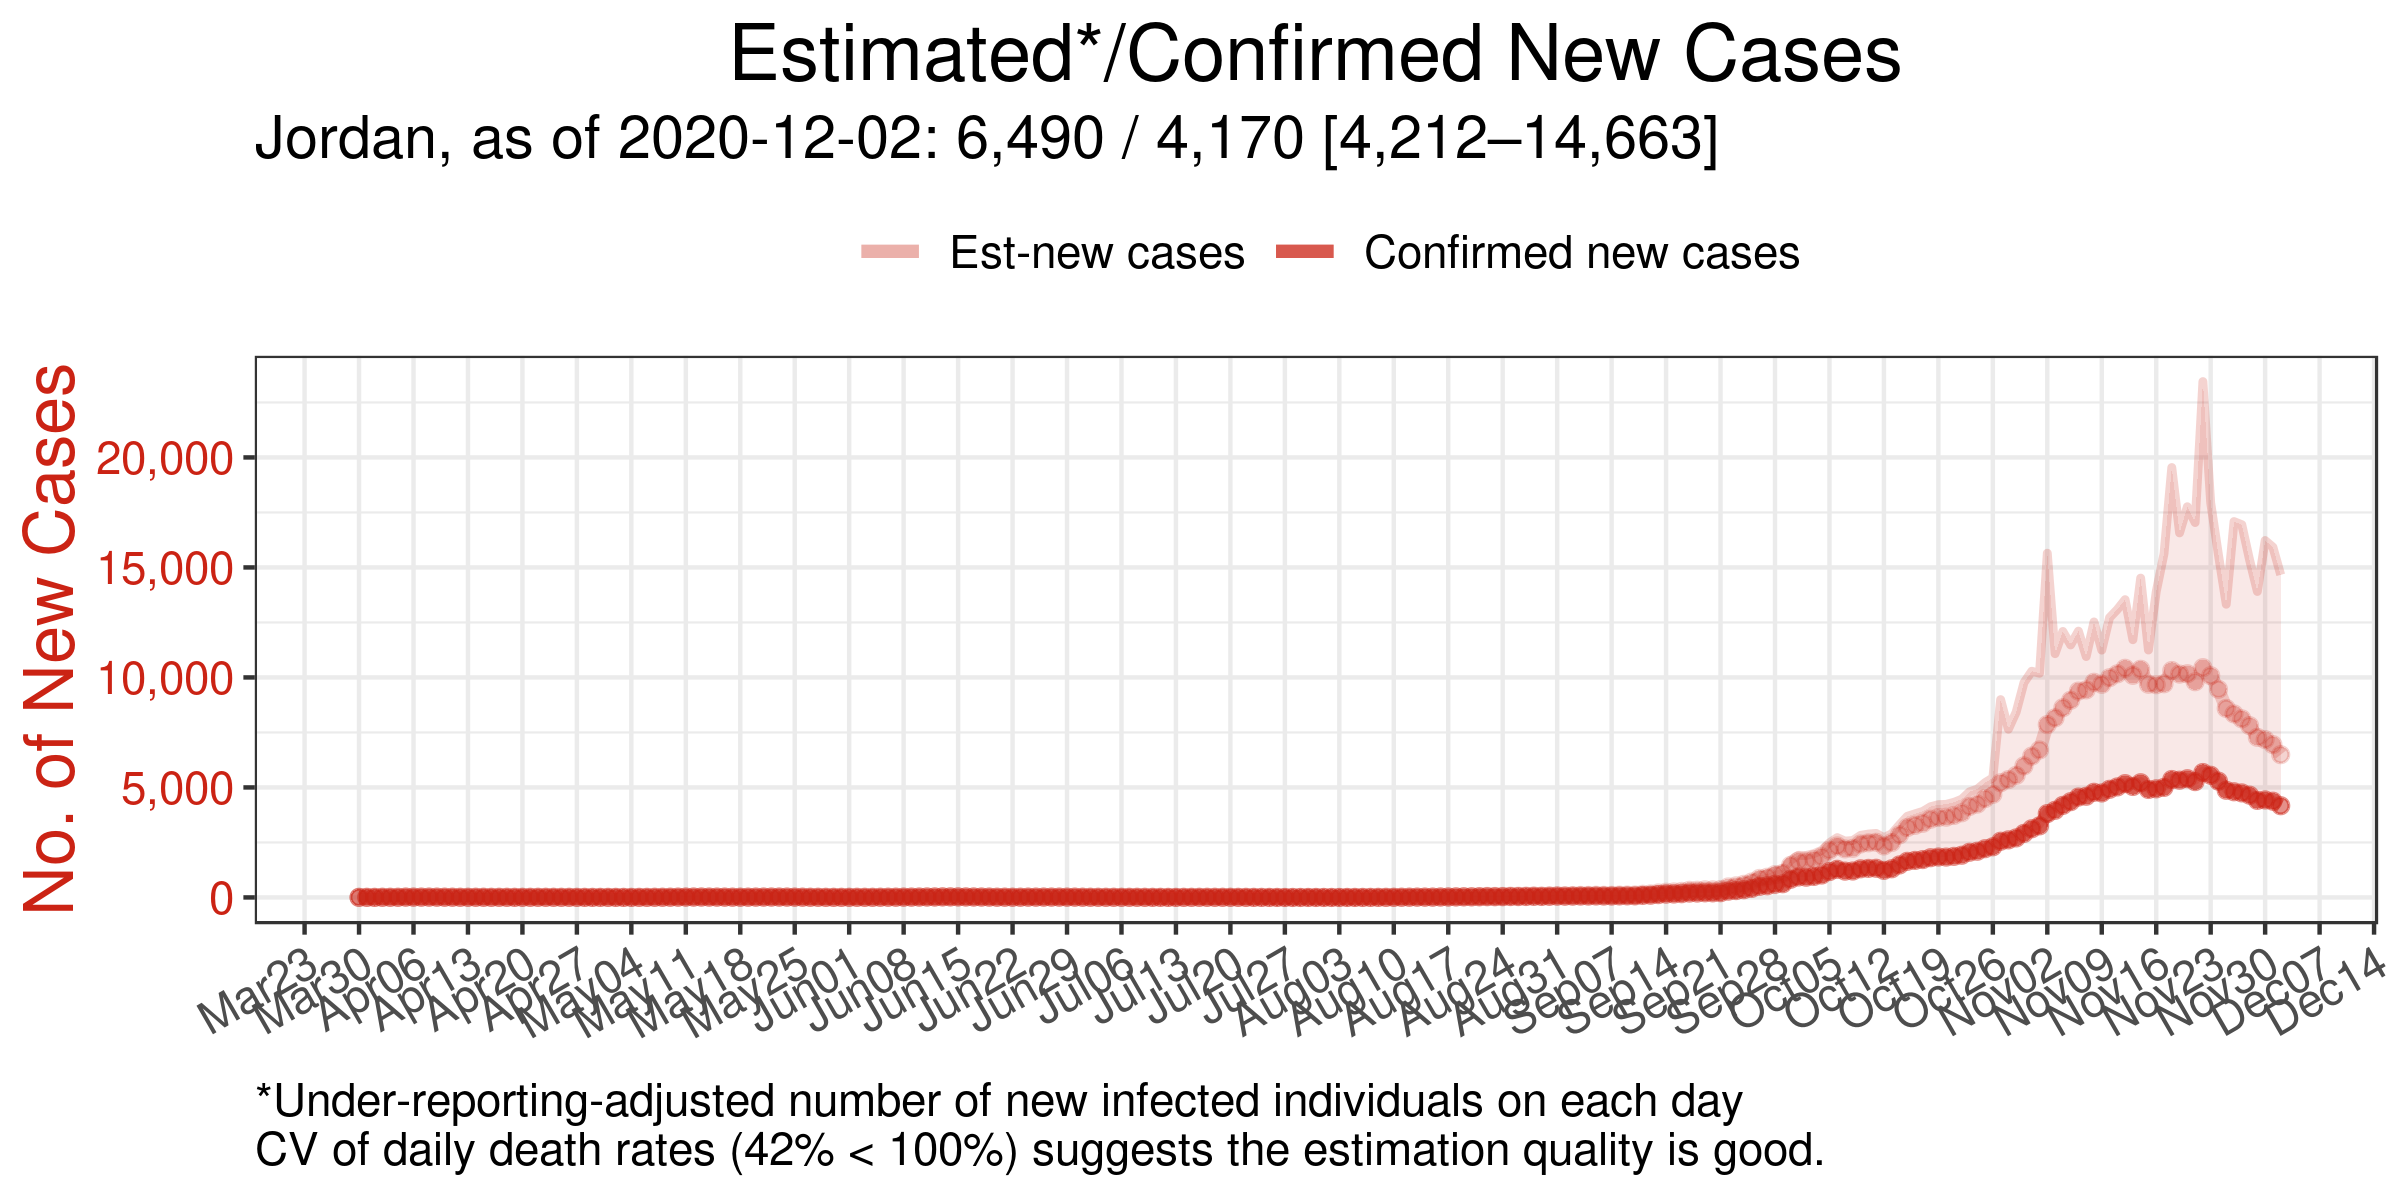 Estimated*/Confirmed New Cases
Jordan, as of 2020-12-02: 6,490 / 4,170 [4,212–14,663]
Est-new cases
Confirmed new cases
No. of New Cases
20,000
15,000
10,000
5,000
0
Mar23
Mar30
Apr06
Apr13
Apr20
Apr27
May04
May11
May18
May25
Jun01
Jun08
Jun15
Jun22
Jun29
Jul06
Jul13
Jul20
Jul27
Aug03
Aug10
Aug17
Aug24
Aug31
Sep07
Sep14
Sep21
Sep28
Oct05
Oct12
Oct19
Oct26
Nov02
Nov09
Nov16
Nov23
Nov30
Dec07
Dec14
*Under-reporting-adjusted number of new infected individuals on each day
CV of daily death rates (42% < 100%) suggests the estimation quality is good.